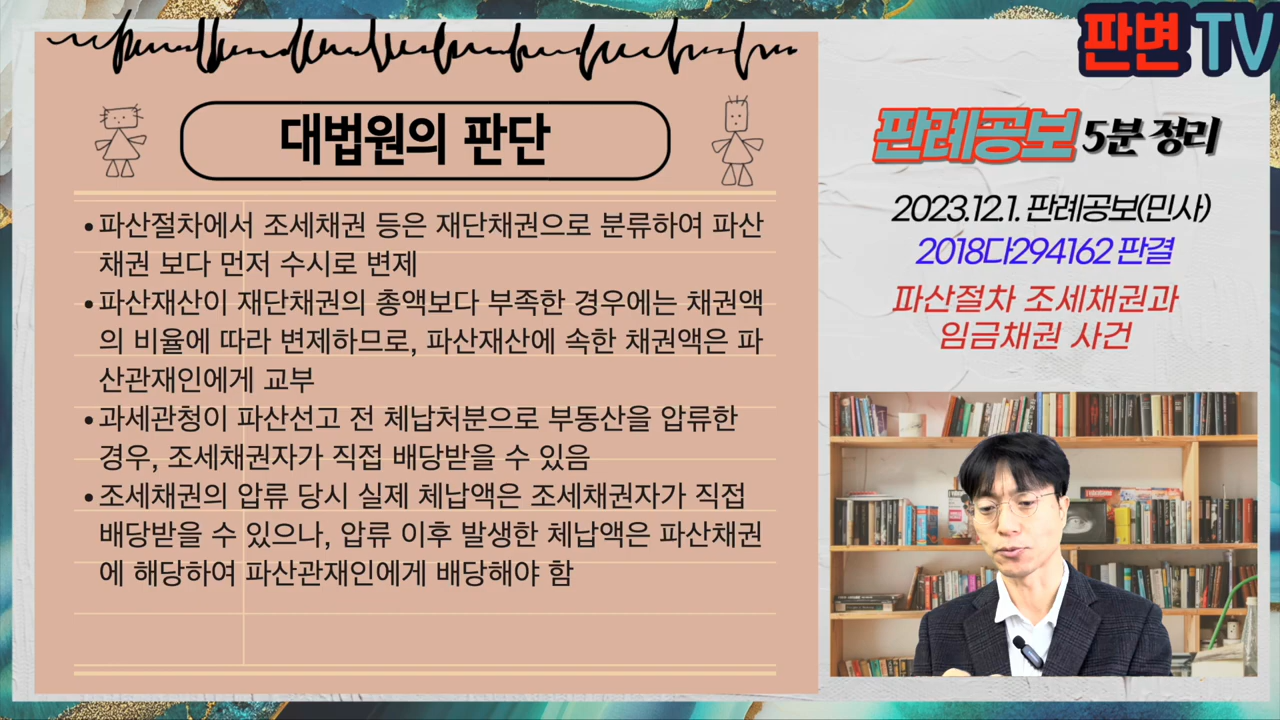 판변 TV
대법원의 판단
•파산절차에서 조세채권 등은 재단채권으로 분류하여 파산
채권 보다 먼저 수시로 변제
•파산재산이 재단채권의 총액보다 부족한 경우에는 채권액
의 비율에 따라 변제하므로, 파산재산에 속한 채권액은 파
산관재인에게 교부
•과세관청이 파산선고 전 체납처분으로 부동산을 압류한
경우, 조세채권자가 직접 배당받을 수 있음
•조세채권의 압류 당시 실제 체납액은 조세채권자가 직접
배당받을 수 있으나, 압류 이후 발생한 체납액은 파산채권
에 해당하여 파산관재인에게 배당해야 함
판례공보 5분 정리
2023.12.1. 판례공보(민사)
2018다294162 판결
파산절차 조세채권과
임금채권 사건